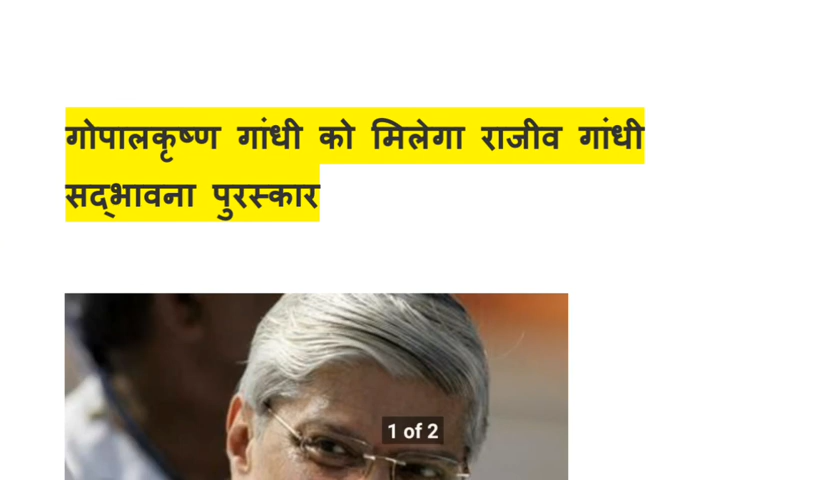 गोपालकृष्ण गांधी को मिलेगा राजीव गांधी
सद्भावना पुरस्कार
1 of 2